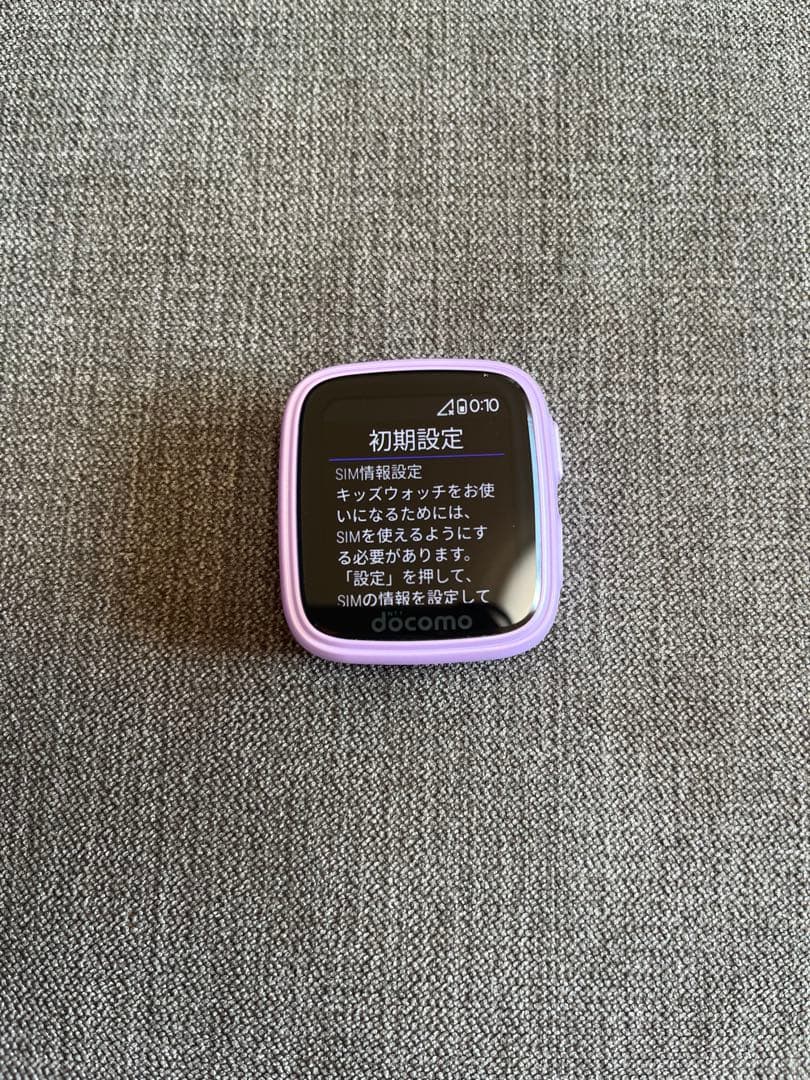 0:10
初期設定
SIM情報設定
キッズウォッチをお使
いになるためには、
SIMを使えるようにす
る必要があります。
「設定」を押して、
SIMの情報を設定して
döcomo